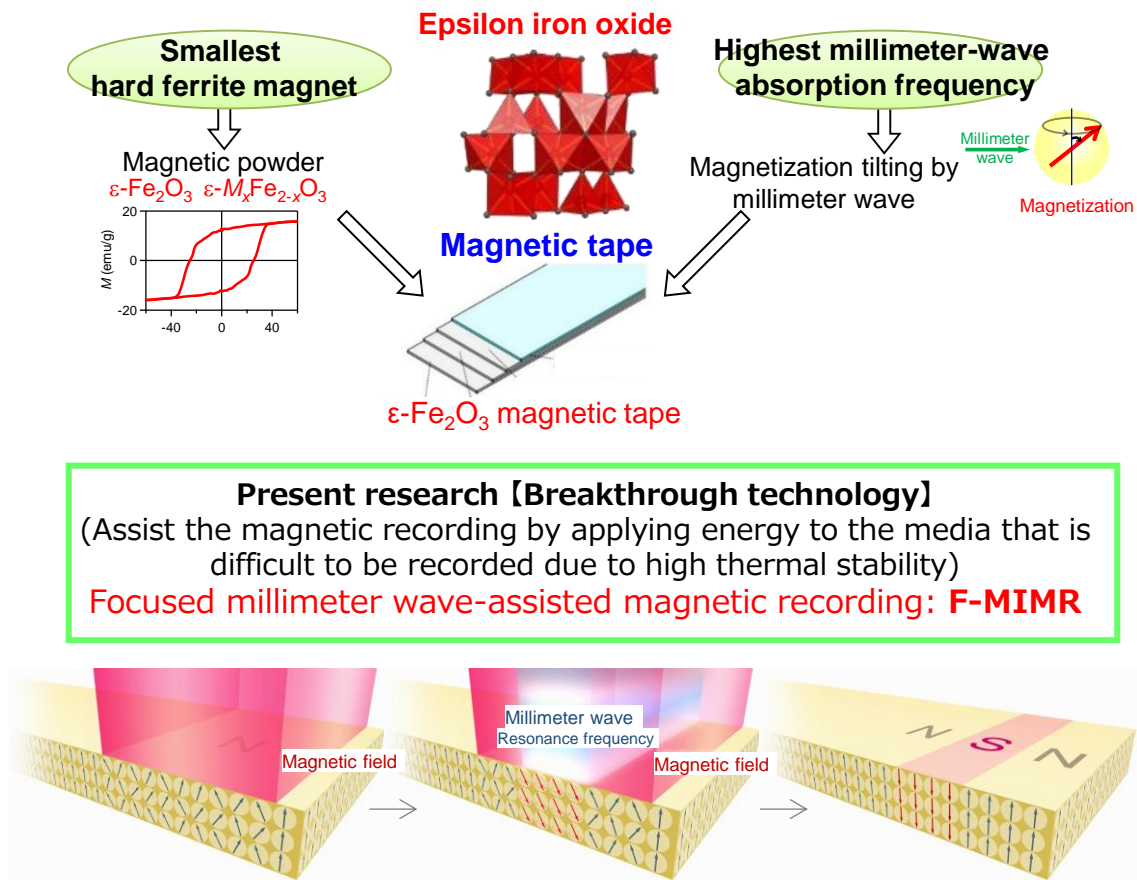 Epsilon iron oxide
Smallest
hard ferrite magnet
Highest millimeter-wave
absorption frequency
Magnetic powder
ε-Fe₂O₃ ε-MₓFe₂₋ₓO₃
20
0
-20
M (emu/g)
-40
0
40
Magnetization tilting by
millimeter wave
Millimeter
wave
Magnetization
Magnetic tape
ε-Fe₂O₃ magnetic tape
Present research【Breakthrough technology】
(Assist the magnetic recording by applying energy to the media that is
difficult to be recorded due to high thermal stability)
Focused millimeter wave-assisted magnetic recording: F-MIMR
N
Magnetic field
Millimeter wave
Resonance frequency
Magnetic field
N
S
N